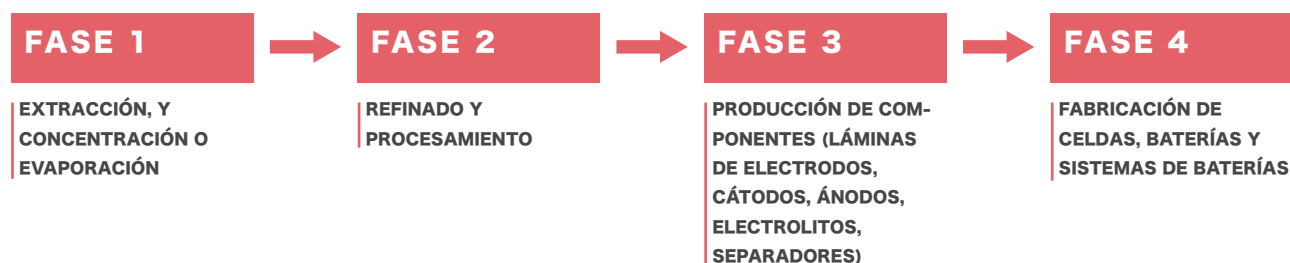 FASE 1
EXTRACCIÓN, Y
CONCENTRACIÓN O
EVAPORACIÓN
FASE 2
REFINADO Y
PROCESAMIENTO
FASE 3
PRODUCCIÓN DE COM-
PONENTES (LÁMINAS
DE ELECTRODOS,
CÁTODOS, ÁNODOS,
ELECTROLITOS,
SEPARADORES)
FASE 4
FABRICACIÓN DE
CELDAS, BATERÍAS Y
SISTEMAS DE BATERÍAS